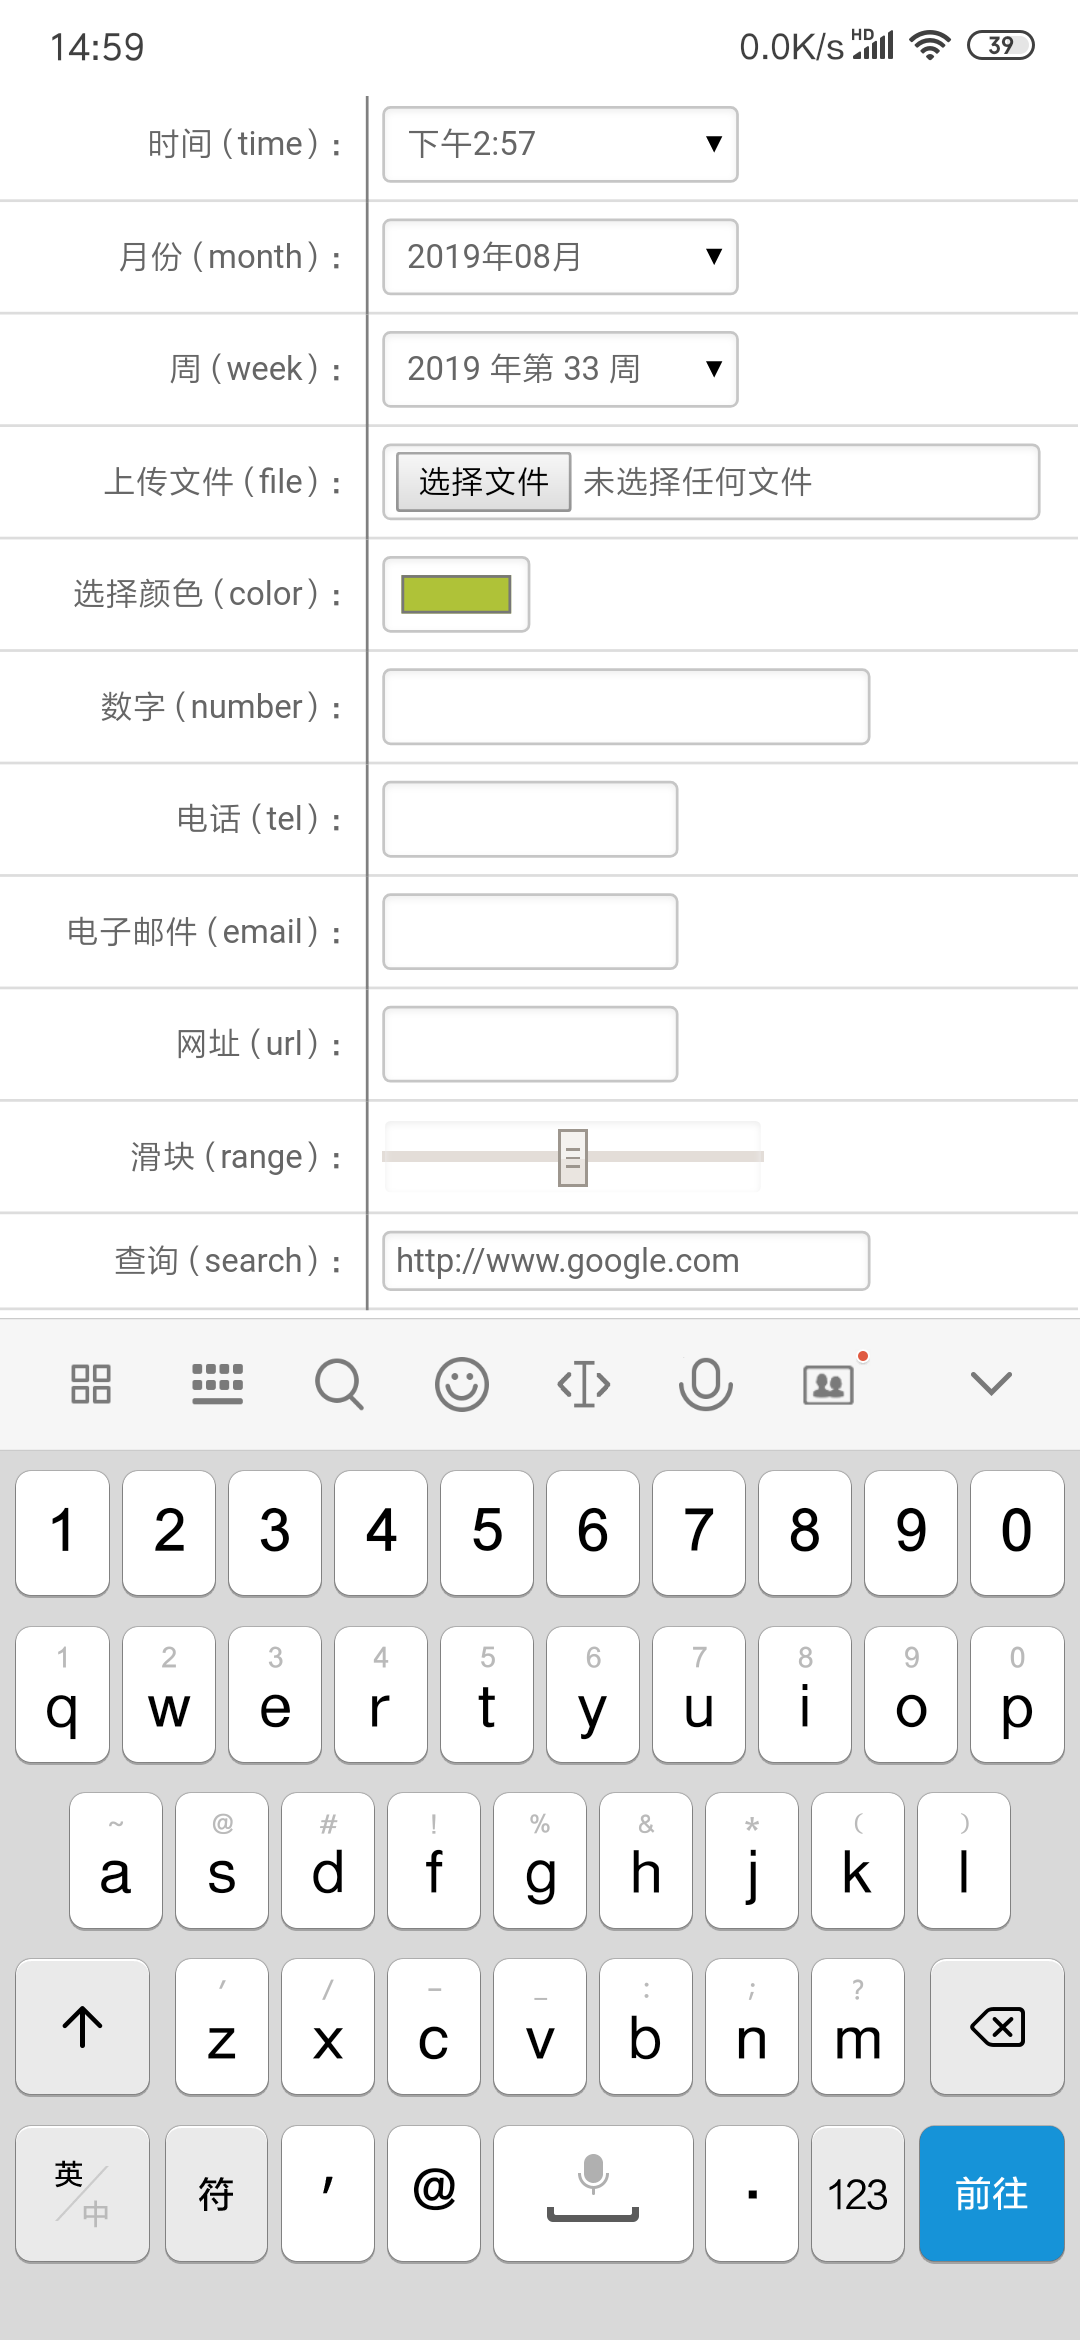 14:59 0.0K/s HD 39
时间（time）: 下午2:57 ▼
月份（month）: 2019年08月 ▼
周（week）: 2019 年第 33 周 ▼
上传文件（file）: 选择文件 未选择任何文件
选择颜色（color）:
数字（number）:
电话（tel）:
电子邮件（email）:
网址（url）:
滑块（range）:
查询（search）: http://www.google.com
1 2 3 4 5 6 7 8 9 0
1 2 3 4 5 6 7 8 9 0
q w e r t y u i o p
~ @ # ! % & * ( )
a s d f g h j k l
' / – _ : ; ?
z x c v b n m
英/中 符 , @ . 123 前往